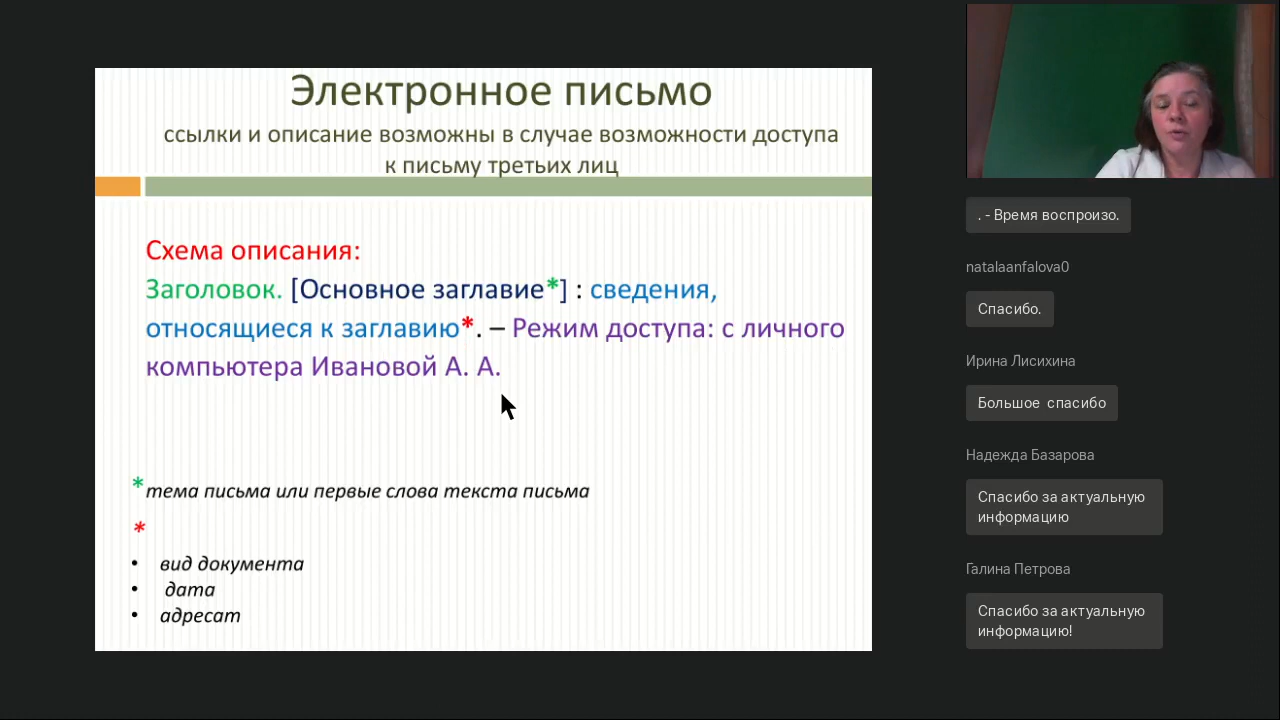 Электронное письмо
ссылки и описание возможны в случае возможности доступа
к письму третьих лиц
Схема описания:
Заголовок. [Основное заглавие*] : сведения,
относящиеся к заглавию*. – Режим доступа: с личного
компьютера Ивановой А. А.
*тема письма или первые слова текста письма
*
• вид документа
• дата
• адресат
. - Время воспроизо.
natalaanfalova0
Спасибо.
Ирина Лисихина
Большое  спасибо
Надежда Базарова
Спасибо за актуальную
информацию
Галина Петрова
Спасибо за актуальную
информацию!